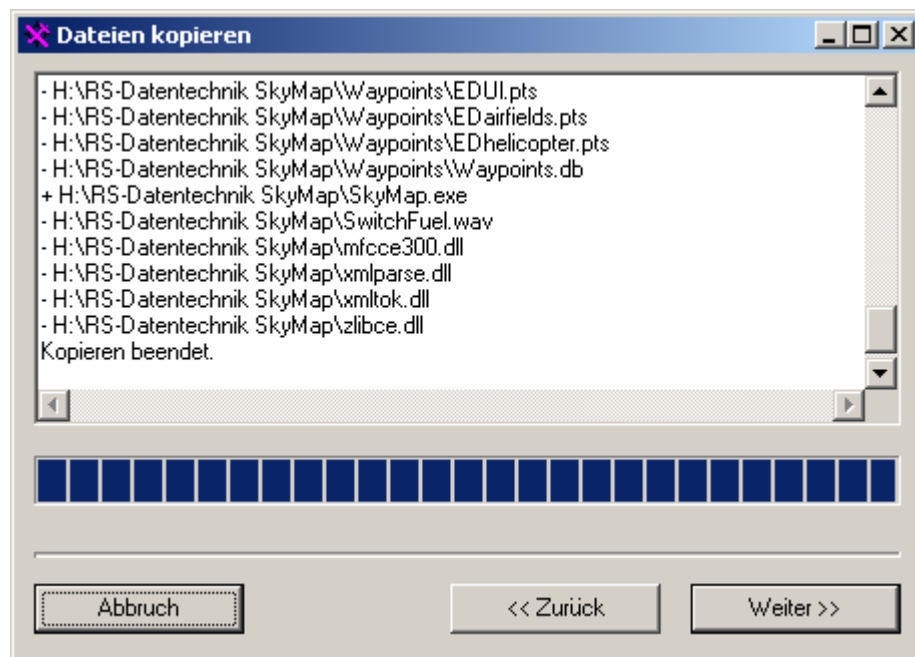 Dateien kopieren
- H:\RS-Datentechnik SkyMap\Waypoints\EDUI.pts
- H:\RS-Datentechnik SkyMap\Waypoints\EDairfields.pts
- H:\RS-Datentechnik SkyMap\Waypoints\EDhelicopter.pts
- H:\RS-Datentechnik SkyMap\Waypoints\Waypoints.db
+ H:\RS-Datentechnik SkyMap\SkyMap.exe
- H:\RS-Datentechnik SkyMap\SwitchFuel.wav
- H:\RS-Datentechnik SkyMap\mfcce300.dll
- H:\RS-Datentechnik SkyMap\xmlparse.dll
- H:\RS-Datentechnik SkyMap\xmltok.dll
- H:\RS-Datentechnik SkyMap\zlibce.dll
Kopieren beendet.
Abbruch
<< Zurück
Weiter >>